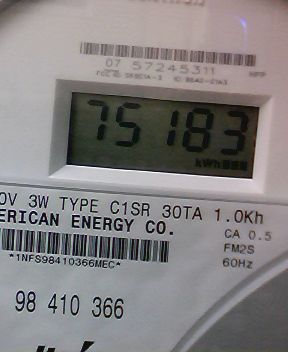 07 57245311
75183
kWh
0V 3W TYPE C1SR 30TA 1.0Kh
ERICAN ENERGY CO.
CA 0.5
FM2S
*1NFS98410366MEC*
60Hz
98 410 366